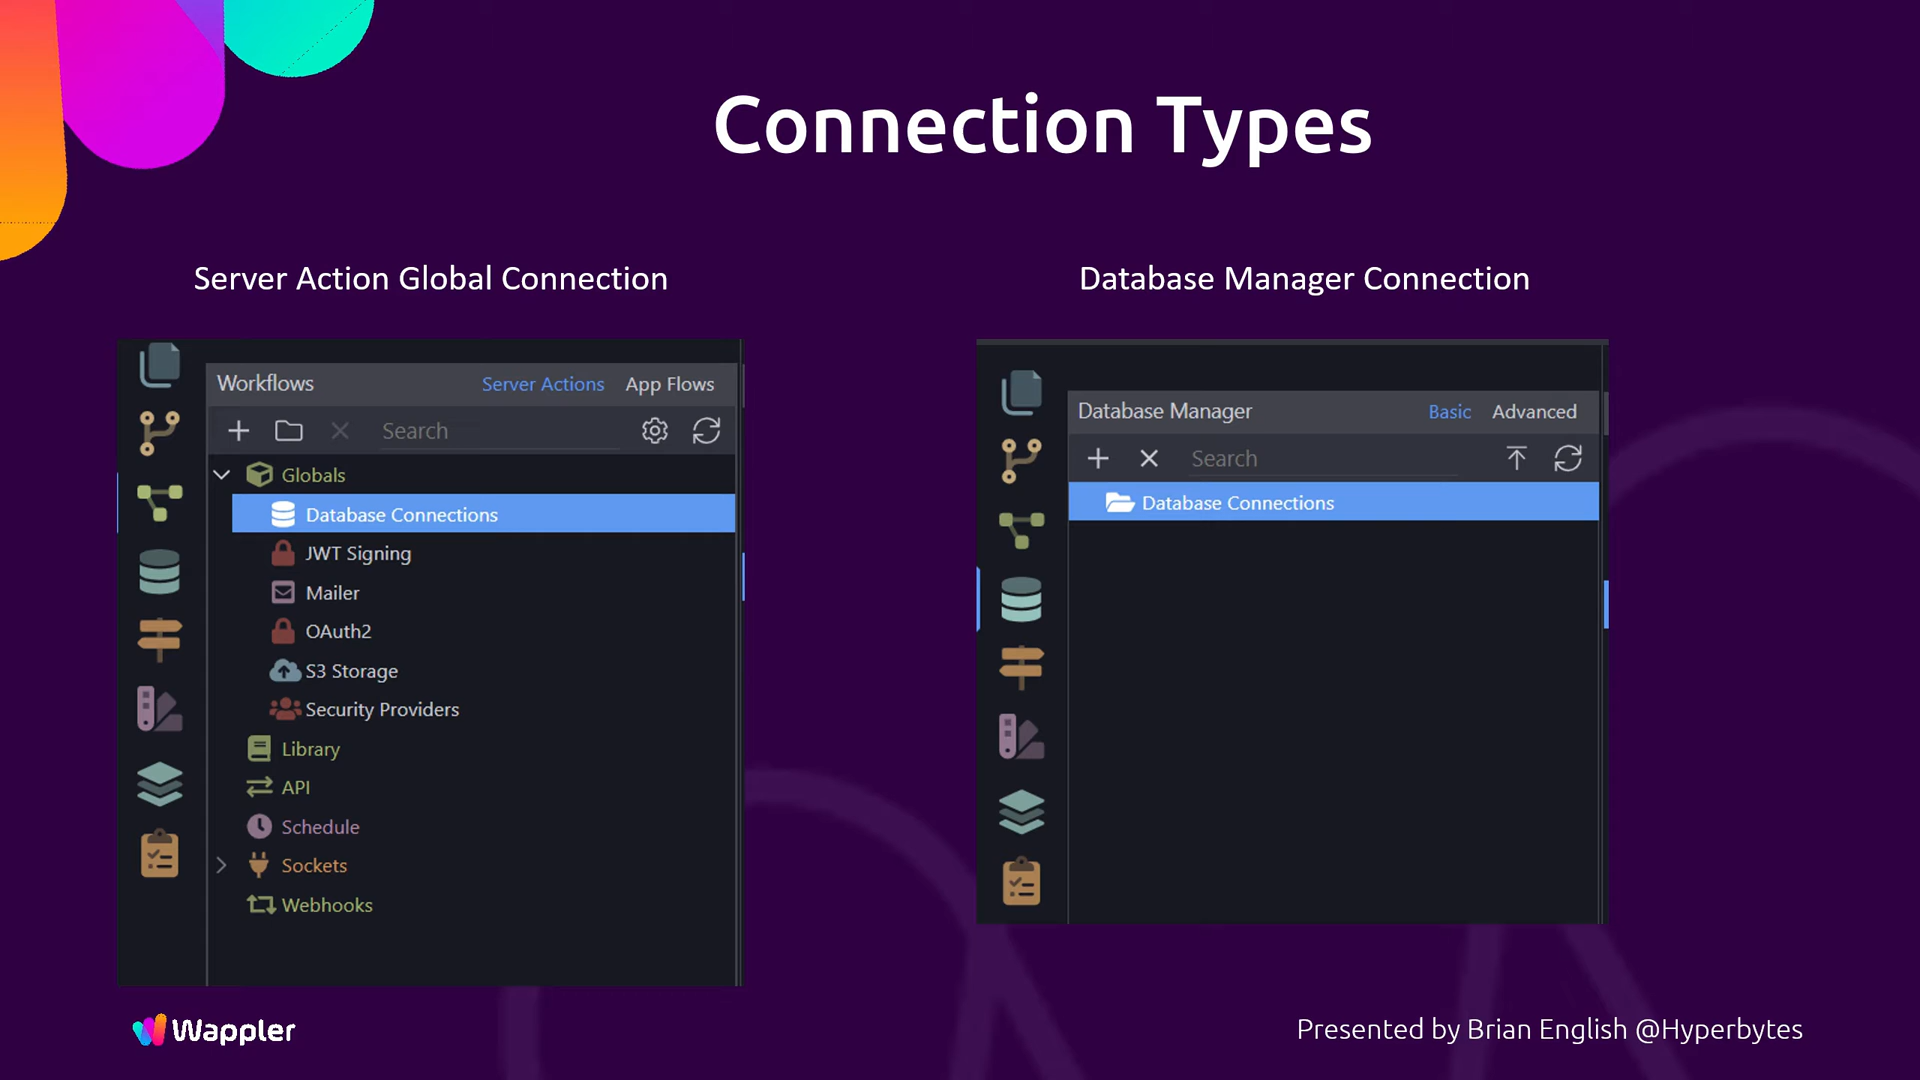 Connection Types
Server Action Global Connection
Workflows Server Actions App Flows
Search
Globals
Database Connections
JWT Signing
Mailer
OAuth2
S3 Storage
Security Providers
Library
API
Schedule
Sockets
Webhooks
Database Manager Connection
Database Manager Basic Advanced
Search
Database Connections
Wappler
Presented by Brian English @Hyperbytes